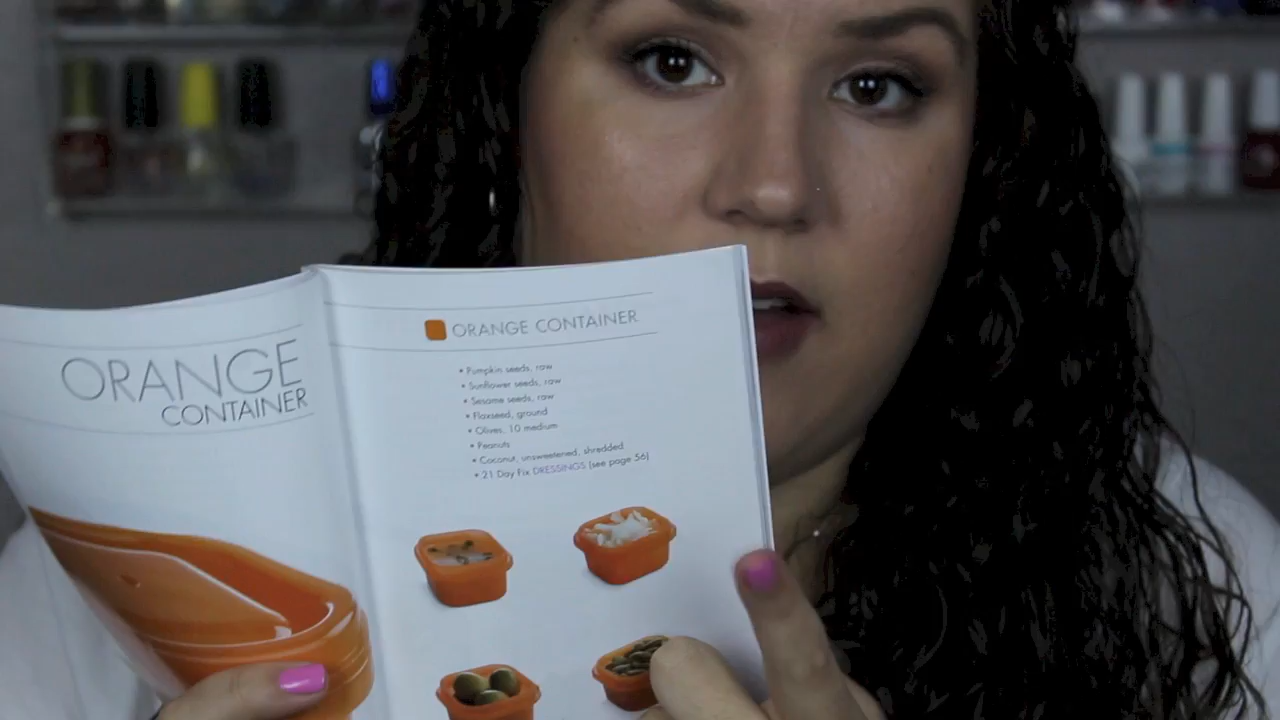 ORANGE
CONTAINER
ORANGE CONTAINER
• Pumpkin seeds, raw
• Sunflower seeds, raw
• Sesame seeds, raw
• Flaxseed, ground
• Olives, 10 medium
• Peanuts
• Coconut, unsweetened, shredded
• 21 Day Fix DRESSINGS (see page 56)